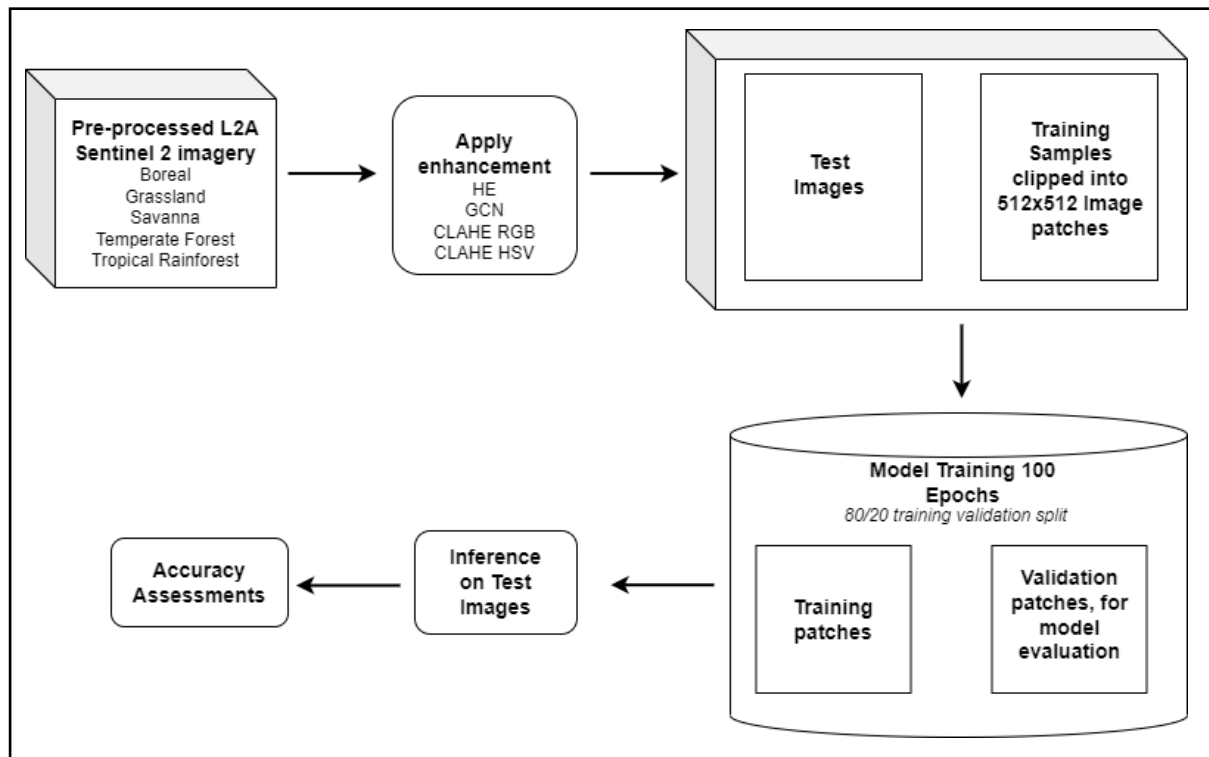 Pre-processed L2A
Sentinel 2 imagery
Boreal
Grassland
Savanna
Temperate Forest
Tropical Rainforest
Apply
enhancement
HE
GCN
CLAHE RGB
CLAHE HSV
Test
Images
Training
Samples
clipped into
512x512 Image
patches
Model Training 100
Epochs
80/20 training validation split
Training
patches
Validation
patches, for
model
evaluation
Inference
on Test
Images
Accuracy
Assessments